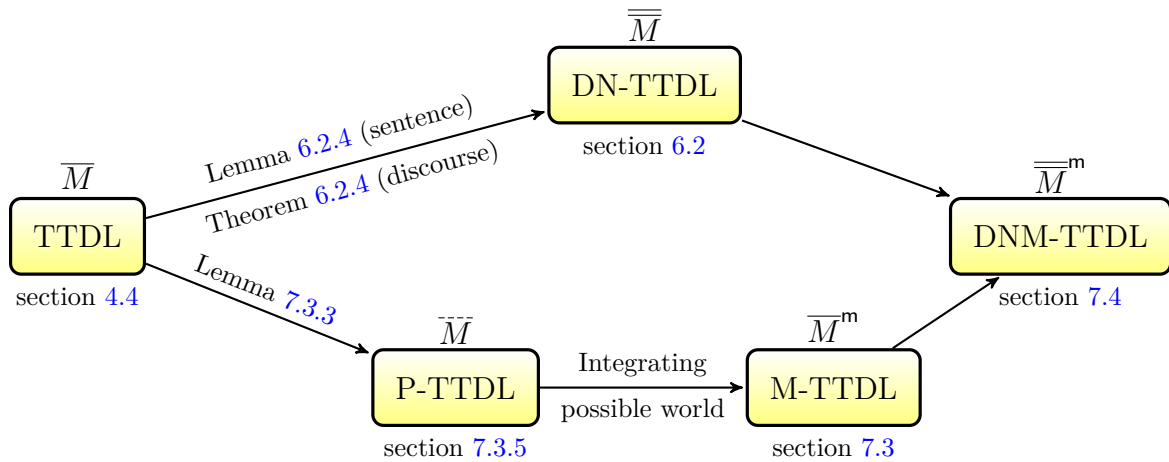 M
DN-TTDL
section 6.2
Lemma 6.2.4 (sentence)
Theorem 6.2.4 (discourse)
M
TTDL
section 4.4
M^m
DNM-TTDL
section 7.4
Lemma 7.3.3
M
P-TTDL
section 7.3.5
Integrating
possible world
M^m
M-TTDL
section 7.3